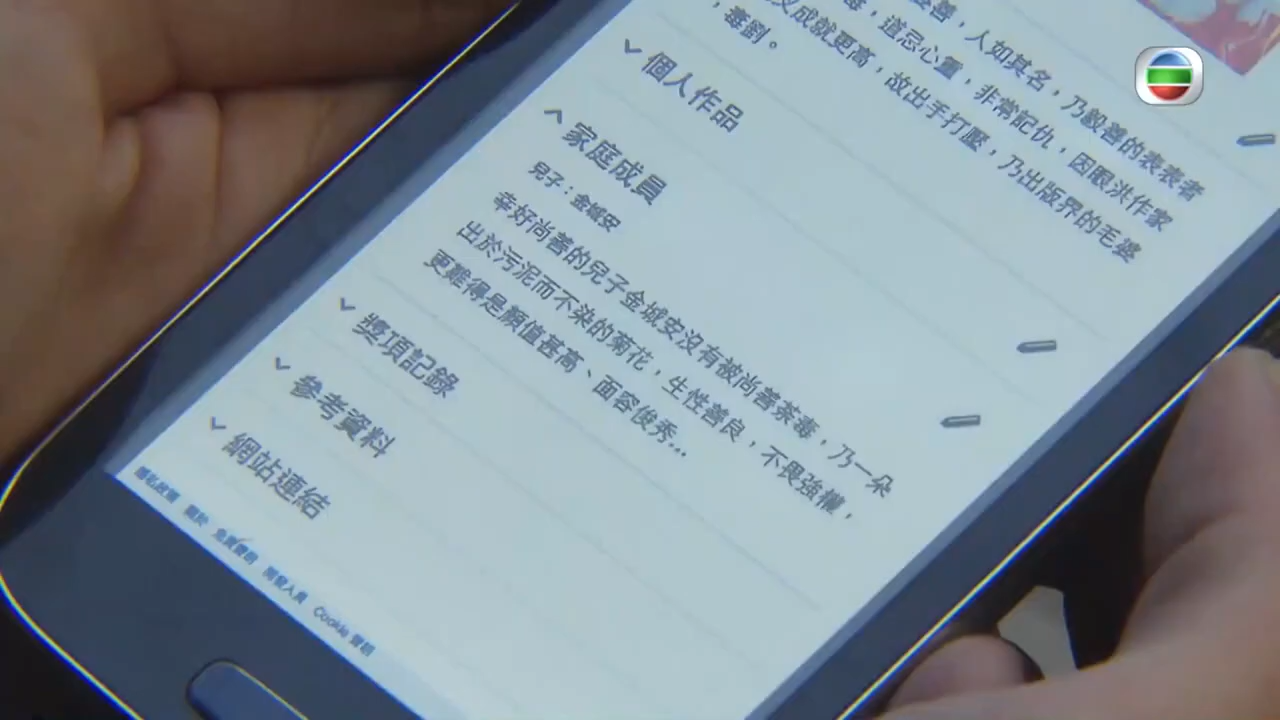 善，人如其名，乃毅善的表表者
，道忌心重，非常記仇，因眼洪作家
文成就更高，故出手打壓，乃出版界的毛婆
，毒劉。
個人作品
家庭成員
兒子：金城安
幸好尚善的兒子金城安沒有被尚善荼毒，乃一朵
出於污泥而不染的菊花，生性善良，不畏強權，
更難得是顏值甚高、面容俊秀...
獎項記錄
參考資料
網站連結
隱私政策 關於 免責聲明 開發人員 Cookie 聲明